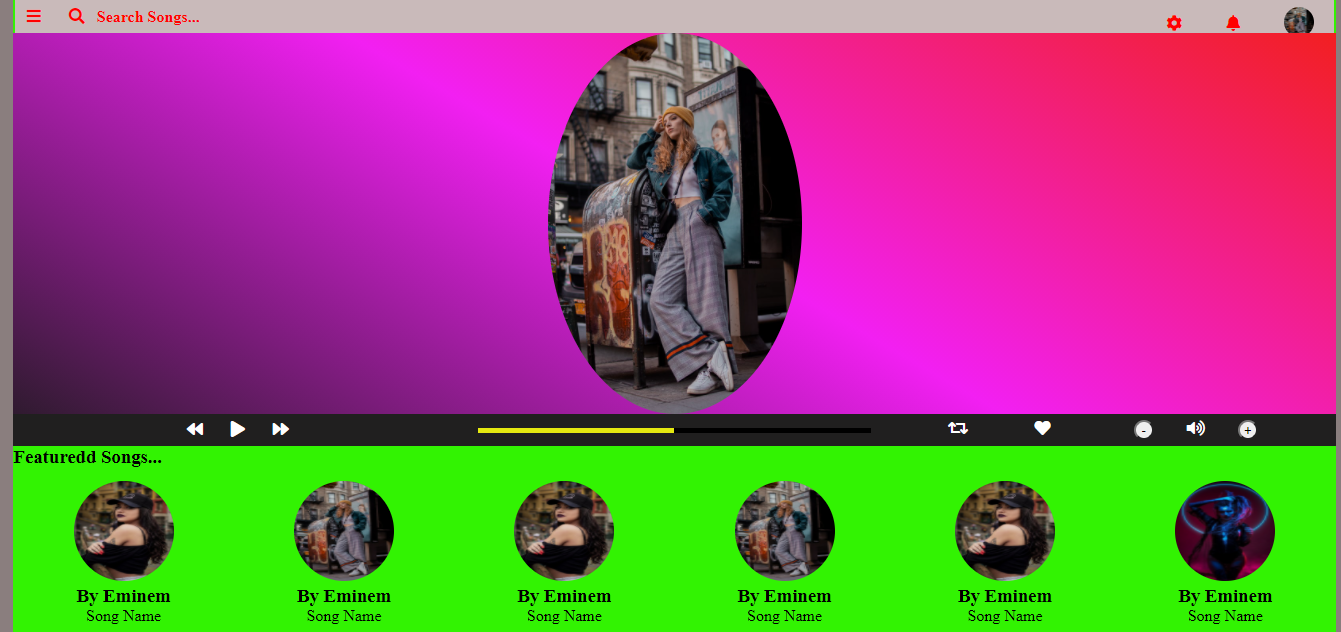 Search Songs...
- +
Featuredd Songs...
By Eminem By Eminem By Eminem By Eminem By Eminem By Eminem
Song Name Song Name Song Name Song Name Song Name Song Name